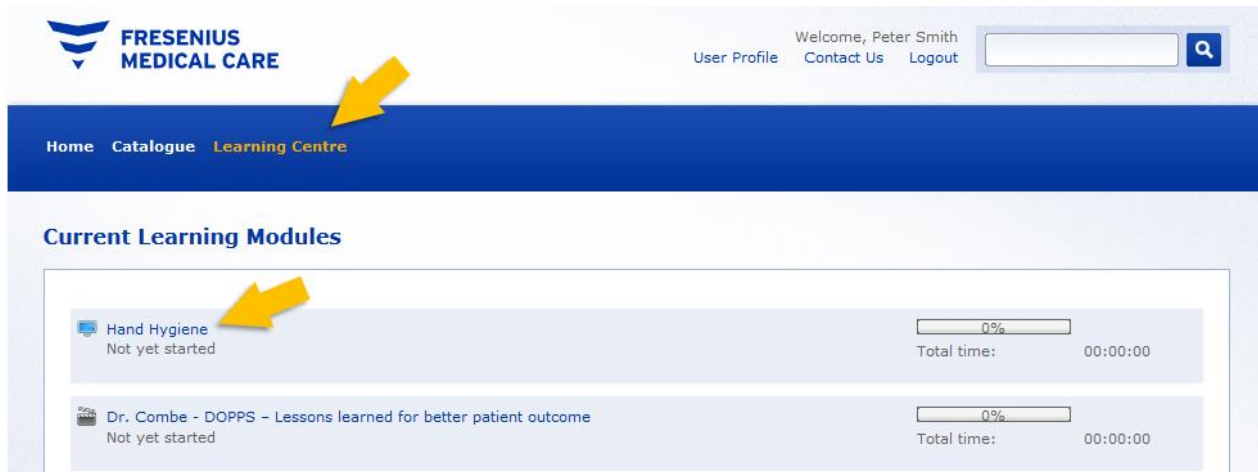 FRESENIUS
MEDICAL CARE
Welcome, Peter Smith
User Profile Contact Us Logout
Home Catalogue Learning Centre
Current Learning Modules
Hand Hygiene
0%
Not yet started
Total time: 00:00:00
Dr. Combe - DOPPS – Lessons learned for better patient outcome
0%
Not yet started
Total time: 00:00:00